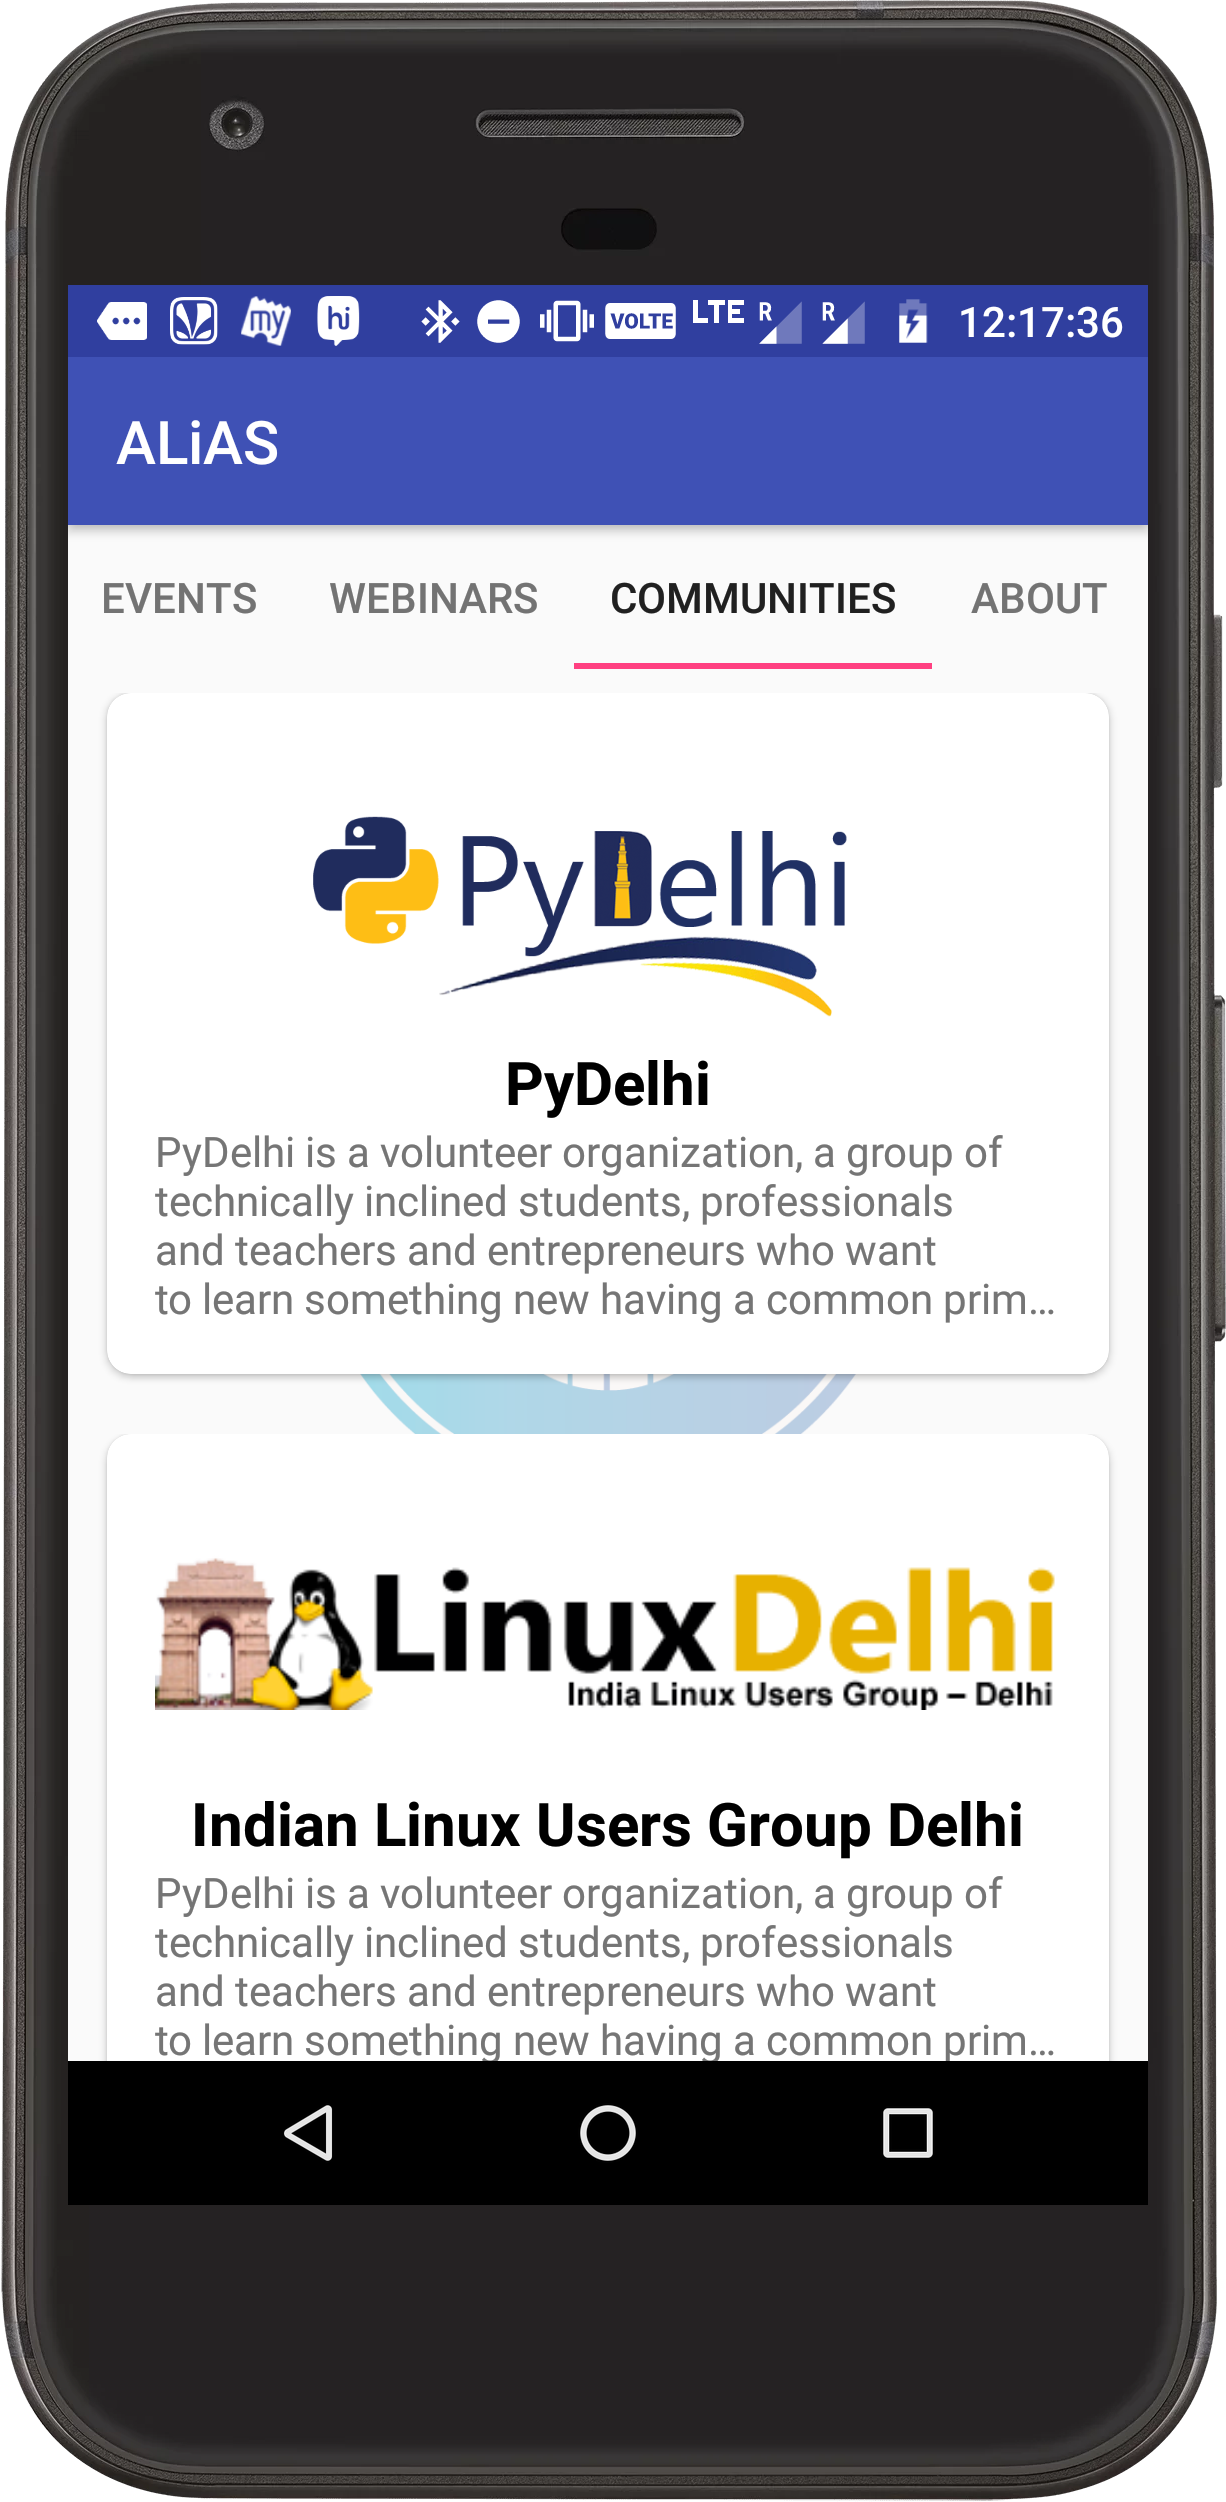 my hi VOLTE LTE R R 12:17:36
ALiAS
EVENTS WEBINARS COMMUNITIES ABOUT
PyDelhi
PyDelhi
PyDelhi is a volunteer organization, a group of
technically inclined students, professionals
and teachers and entrepreneurs who want
to learn something new having a common prim...
LinuxDelhi
India Linux Users Group – Delhi
Indian Linux Users Group Delhi
PyDelhi is a volunteer organization, a group of
technically inclined students, professionals
and teachers and entrepreneurs who want
to learn something new having a common prim...